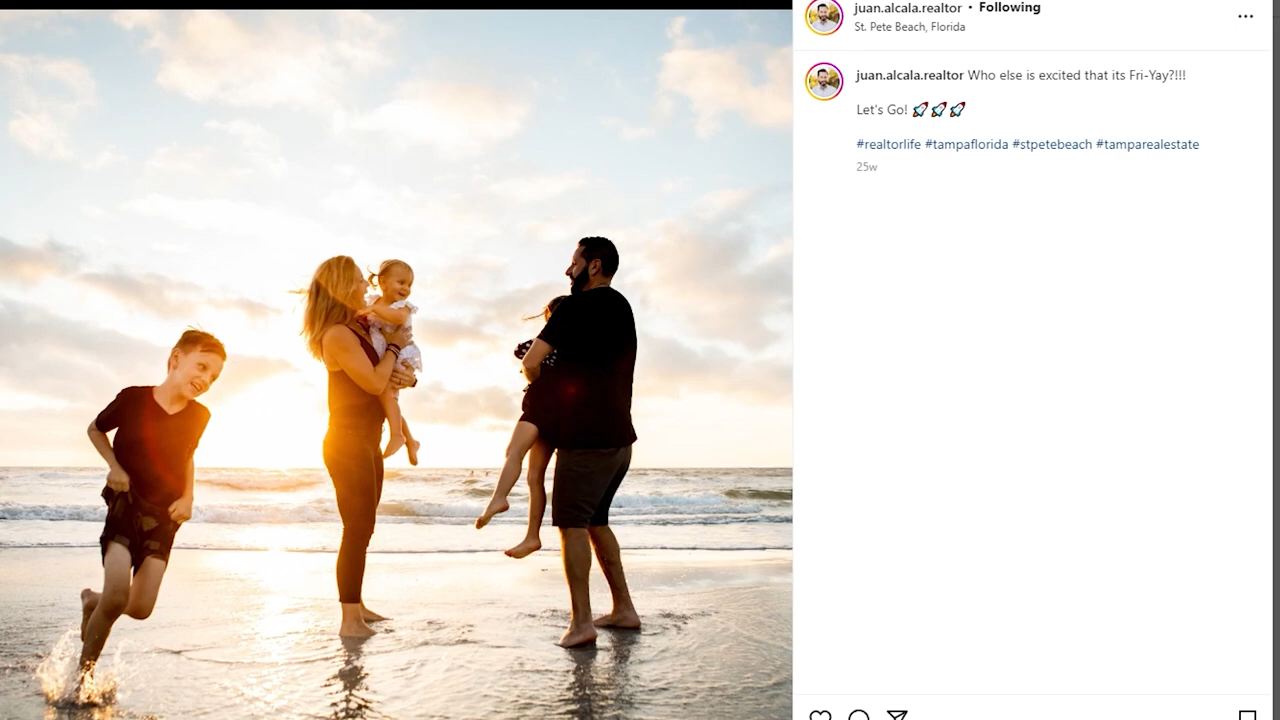 juan.alcala.realtor • Following
St. Pete Beach, Florida
juan.alcala.realtor Who else is excited that its Fri-Yay?!!!
Let's Go! 🚀🚀🚀
#realtorlife #tampaflorida #stpetebeach #tamparealestate
25w